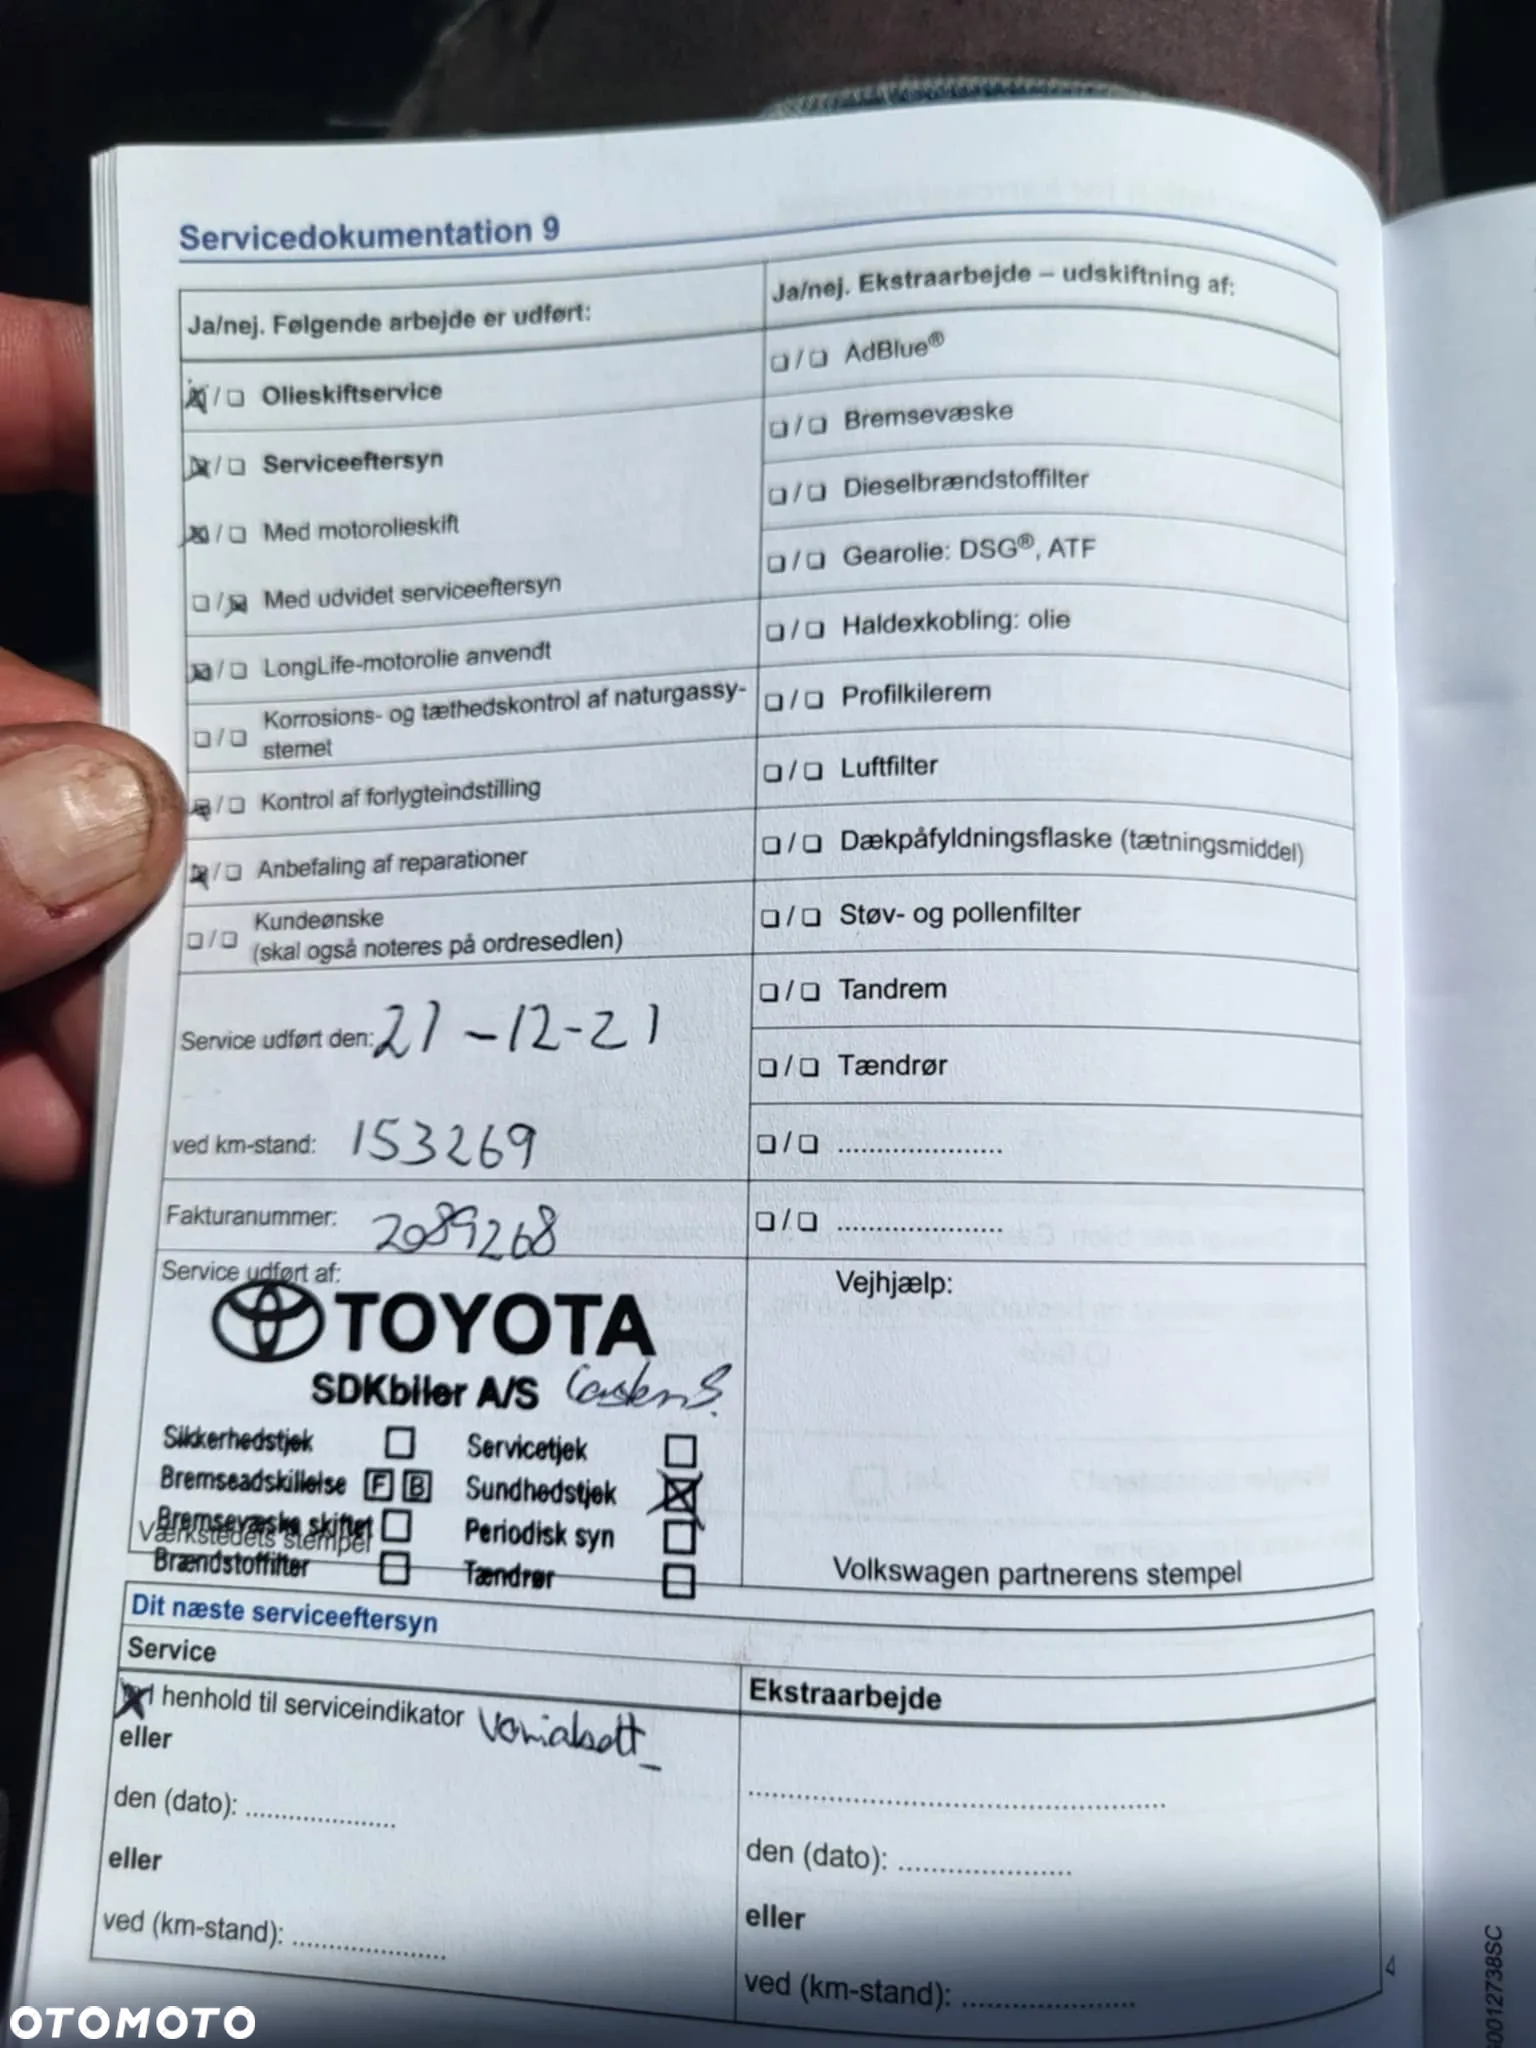 Servicedokumentation 9
Ja/nej. Følgende arbejde er udført:
☒ / ☐ Olieskiftservice
☒ / ☐ Serviceeftersyn
☒ / ☐ Med motorolieskift
☐ / ☒ Med udvidet serviceeftersyn
☒ / ☐ LongLife-motorolie anvendt
☐ / ☐ Korrosions- og tæthedskontrol af naturgassy-
stemet
☒ / ☐ Kontrol af forlygteindstilling
☒ / ☐ Anbefaling af reparationer
☐ / ☐ Kundeønske
(skal også noteres på ordresedlen)
Service udført den: 21-12-21
ved km-stand: 153269
Fakturanummer: 2089268
Service udført af:
TOYOTA
SDKbiler A/S Carsten S.
Sikkerhedstjek ☐ Servicetjek ☐
Bremseadskillelse F B Sundhedstjek ☒
Bremsevæske skiftet ☐ Periodisk syn ☐
Værkstedets stempel
Brændstoffilter ☐ Tændrør ☐
Ja/nej. Ekstraarbejde – udskiftning af:
☐ / ☐ AdBlue®
☐ / ☐ Bremsevæske
☐ / ☐ Dieselbrændstoffilter
☐ / ☐ Gearolie: DSG®, ATF
☐ / ☐ Haldexkobling: olie
☐ / ☐ Profilkilerem
☐ / ☐ Luftfilter
☐ / ☐ Dækpåfyldningsflaske (tætningsmiddel)
☐ / ☐ Støv- og pollenfilter
☐ / ☐ Tandrem
☐ / ☐ Tændrør
☐ / ☐ ......................
☐ / ☐ ......................
Vejhjælp:
Volkswagen partnerens stempel
Dit næste serviceeftersyn
Service
☒ I henhold til serviceindikator Variabelt
eller
den (dato): ....................
eller
ved (km-stand): ....................
Ekstraarbejde
..................................................
den (dato): ......................
eller
ved (km-stand): ......................
OTOMOTO